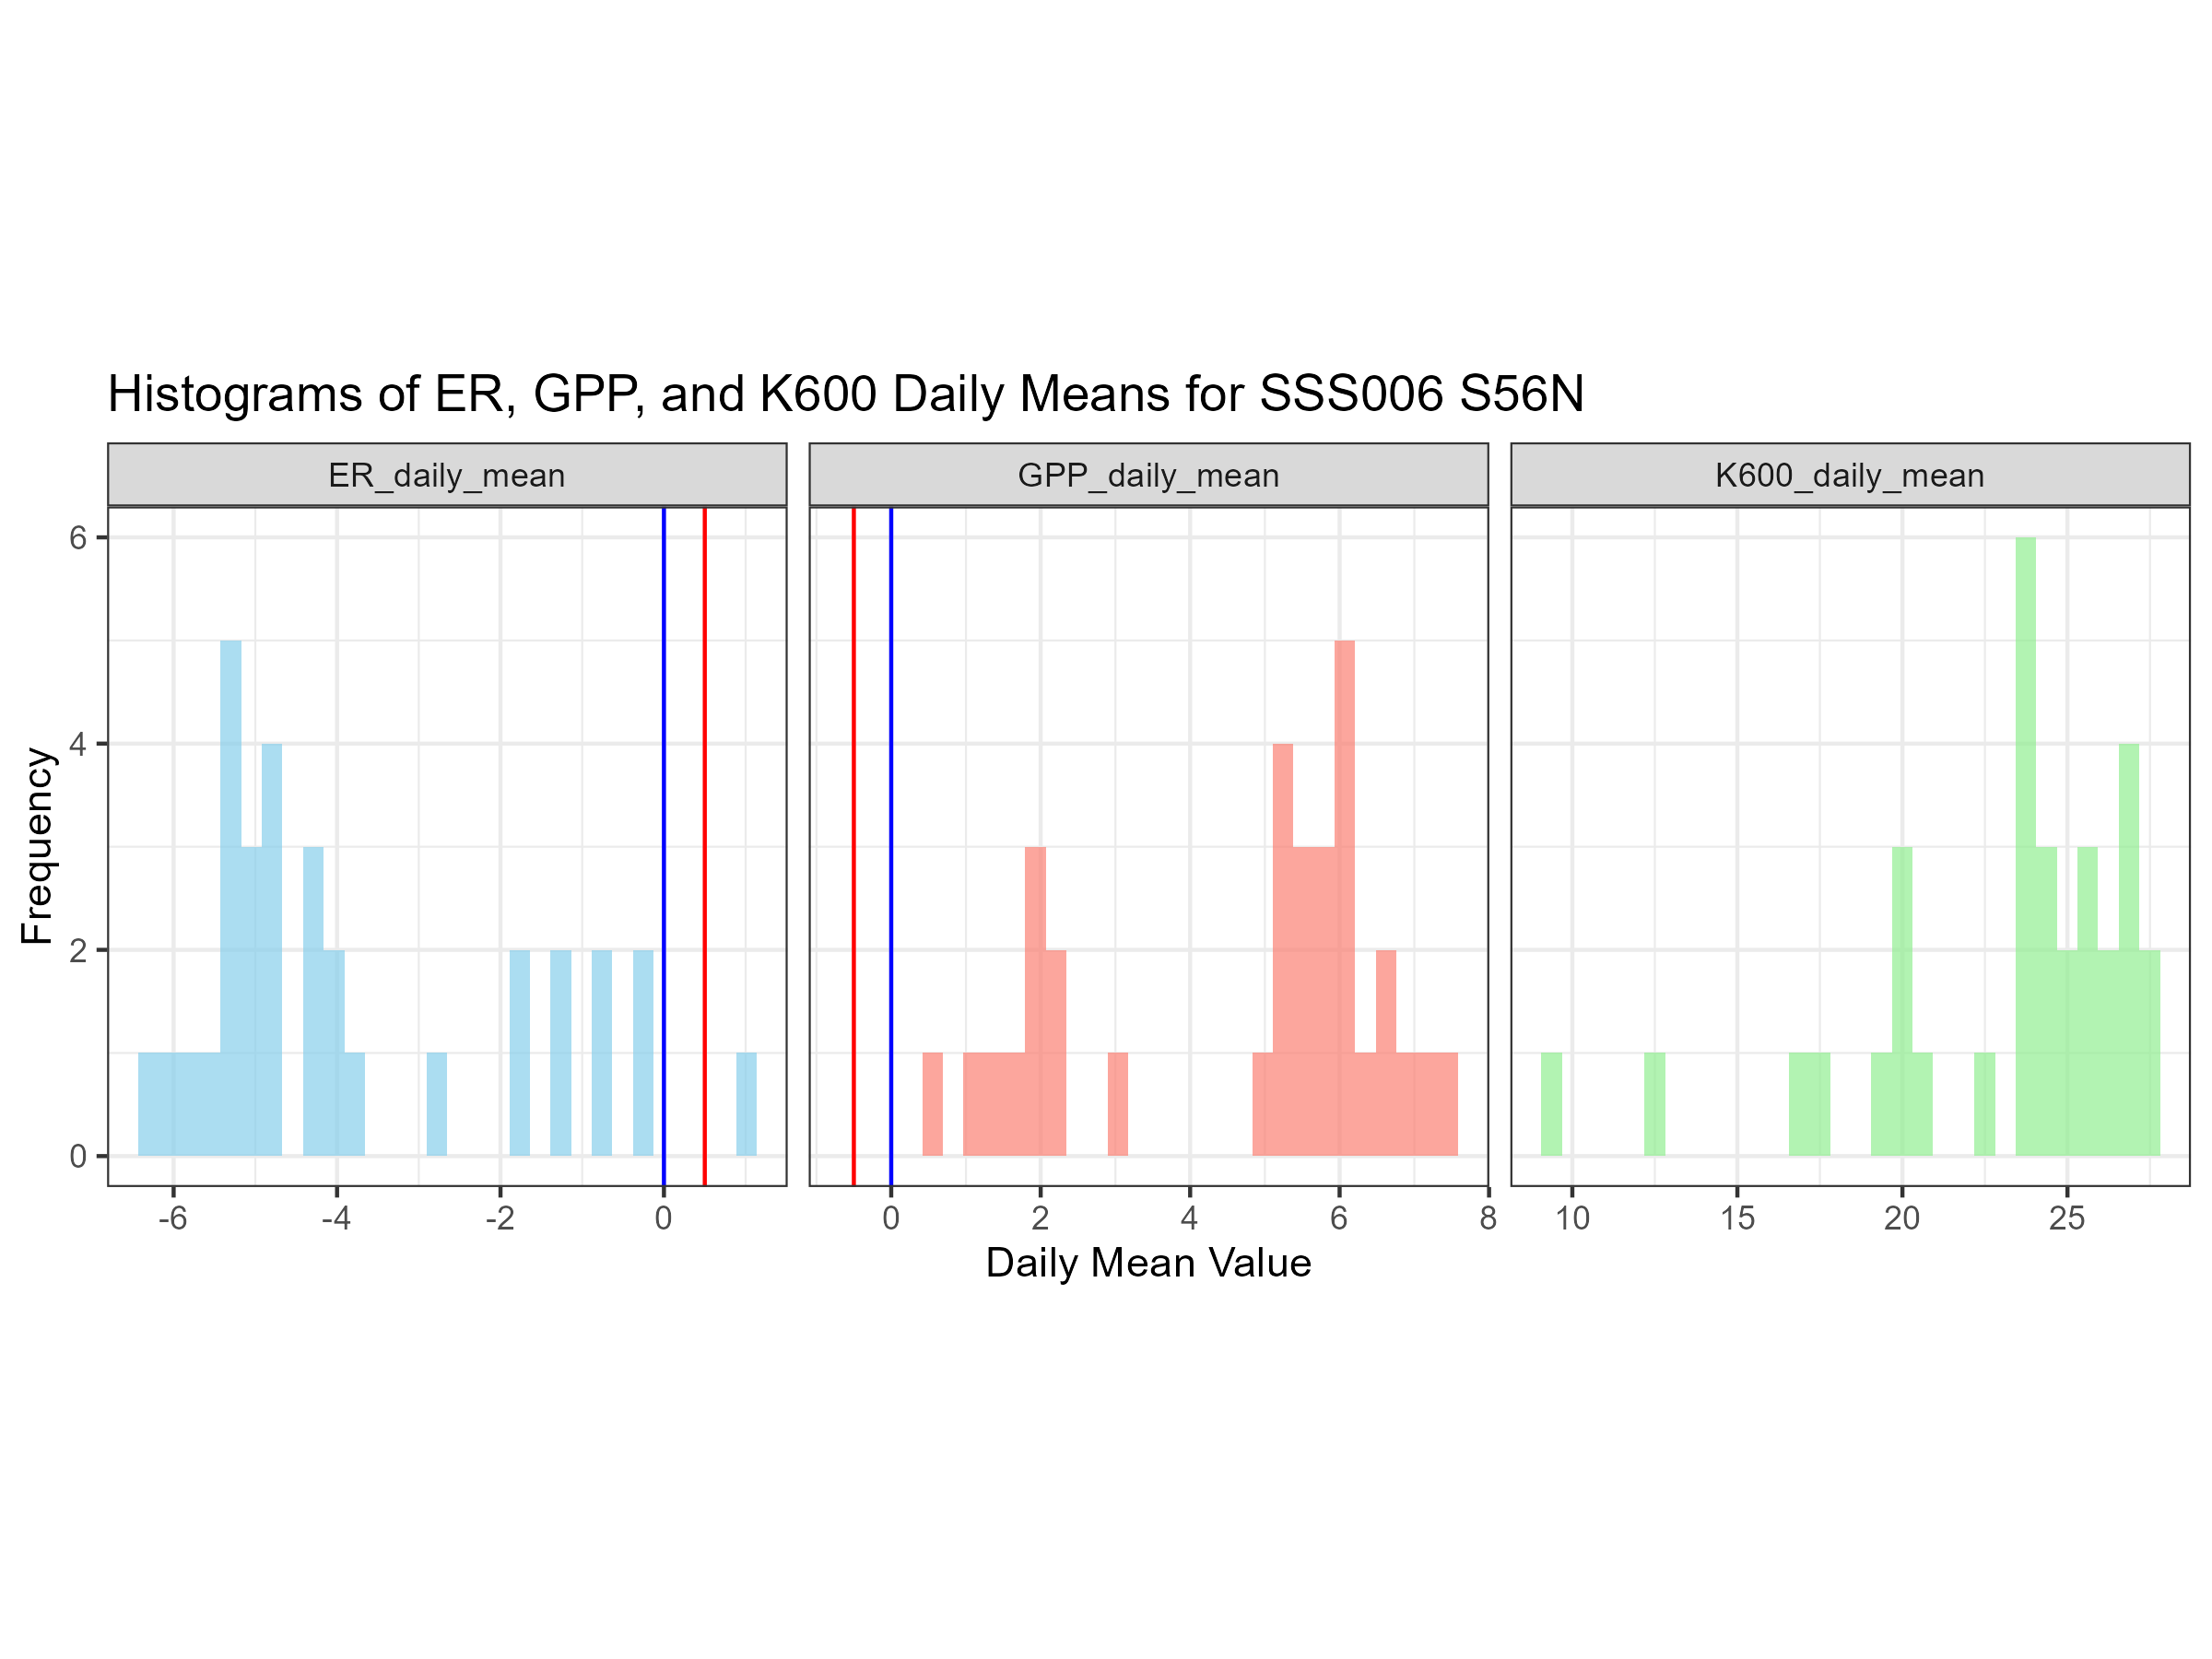 Histograms of ER, GPP, and K600 Daily Means for SSS006 S56N
ER_daily_mean
GPP_daily_mean
K600_daily_mean
Frequency
6
4
2
0
-6 -4 -2 0
0 2 4 6 8
10 15 20 25
Daily Mean Value